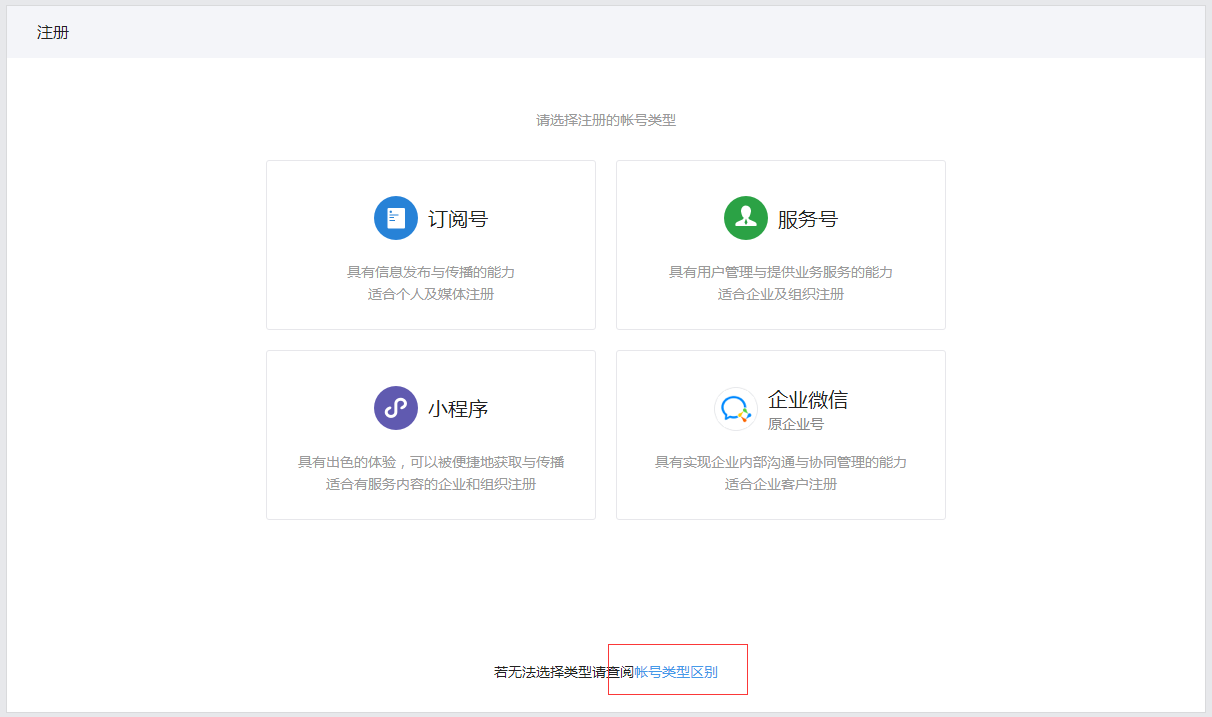 注册
请选择注册的帐号类型
订阅号
具有信息发布与传播的能力
适合个人及媒体注册
服务号
具有用户管理与提供业务服务的能力
适合企业及组织注册
小程序
具有出色的体验，可以被便捷地获取与传播
适合有服务内容的企业和组织注册
企业微信
原企业号
具有实现企业内部沟通与协同管理的能力
适合企业客户注册
若无法选择类型请查阅帐号类型区别